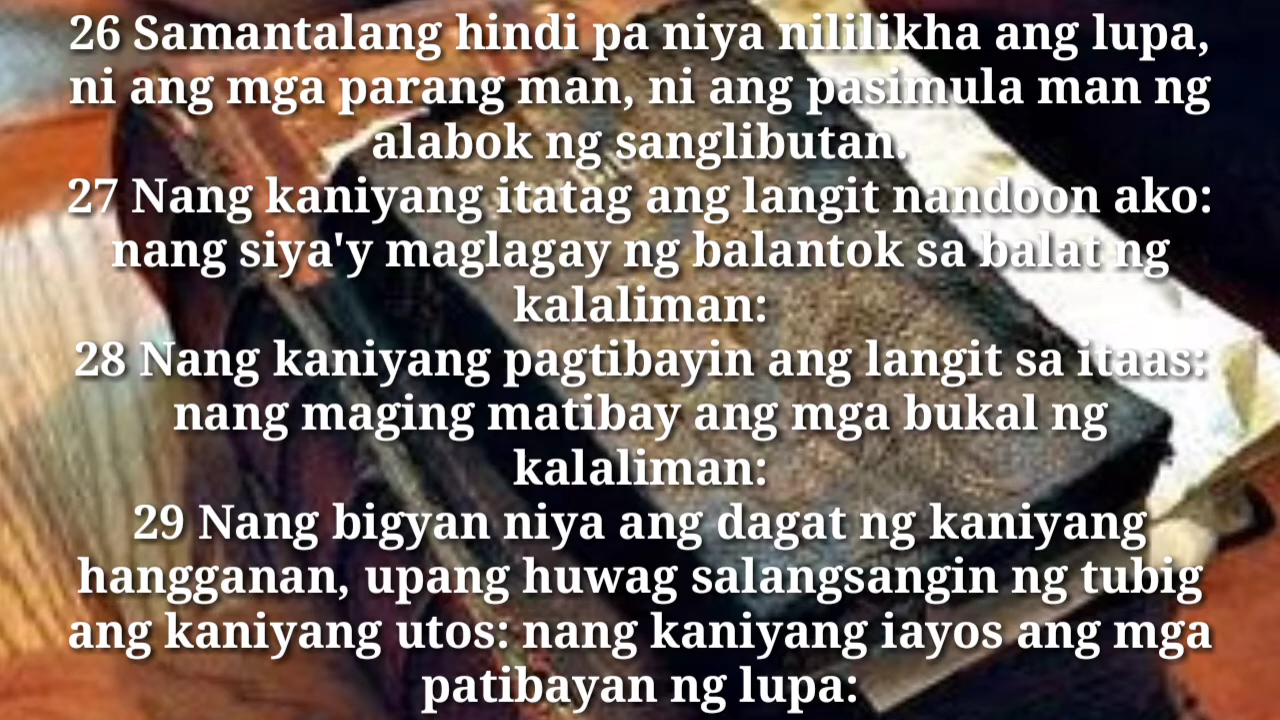 26 Samantalang hindi pa niya nililikha ang lupa,
ni ang mga parang man, ni ang pasimula man ng
alabok ng sanglibutan.
27 Nang kaniyang itatag ang langit nandoon ako:
nang siya'y maglagay ng balantok sa balat ng
kalaliman:
28 Nang kaniyang pagtibayin ang langit sa itaas:
nang maging matibay ang mga bukal ng
kalaliman:
29 Nang bigyan niya ang dagat ng kaniyang
hangganan, upang huwag salangsangin ng tubig
ang kaniyang utos: nang kaniyang iayos ang mga
patibayan ng lupa: